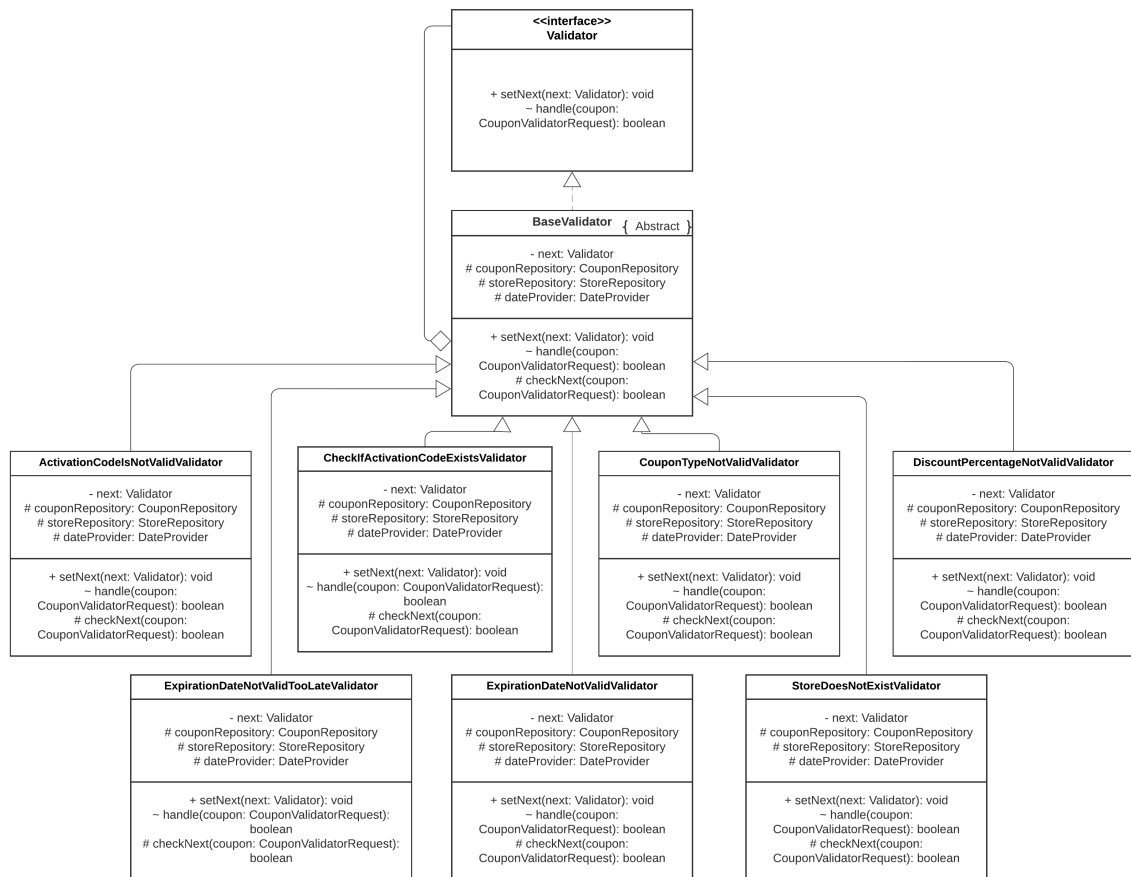 <<interface>>
Validator
+ setNext(next: Validator): void
~ handle(coupon:
CouponValidatorRequest): boolean
BaseValidator
{ Abstract }
- next: Validator
# couponRepository: CouponRepository
# storeRepository: StoreRepository
# dateProvider: DateProvider
+ setNext(next: Validator): void
~ handle(coupon:
CouponValidatorRequest): boolean
# checkNext(coupon:
CouponValidatorRequest): boolean
ActivationCodeIsNotValidValidator
- next: Validator
# couponRepository: CouponRepository
# storeRepository: StoreRepository
# dateProvider: DateProvider
+ setNext(next: Validator): void
~ handle(coupon:
CouponValidatorRequest): boolean
# checkNext(coupon:
CouponValidatorRequest): boolean
CheckIfActivationCodeExistsValidator
- next: Validator
# couponRepository: CouponRepository
# storeRepository: StoreRepository
# dateProvider: DateProvider
+ setNext(next: Validator): void
~ handle(coupon: CouponValidatorRequest):
boolean
# checkNext(coupon:
CouponValidatorRequest): boolean
CouponTypeNotValidValidator
- next: Validator
# couponRepository: CouponRepository
# storeRepository: StoreRepository
# dateProvider: DateProvider
+ setNext(next: Validator): void
~ handle(coupon:
CouponValidatorRequest): boolean
# checkNext(coupon:
CouponValidatorRequest): boolean
DiscountPercentageNotValidValidator
- next: Validator
# couponRepository: CouponRepository
# storeRepository: StoreRepository
# dateProvider: DateProvider
+ setNext(next: Validator): void
~ handle(coupon:
CouponValidatorRequest): boolean
# checkNext(coupon:
CouponValidatorRequest): boolean
ExpirationDateNotValidTooLateValidator
- next: Validator
# couponRepository: CouponRepository
# storeRepository: StoreRepository
# dateProvider: DateProvider
+ setNext(next: Validator): void
~ handle(coupon: CouponValidatorRequest):
boolean
# checkNext(coupon: CouponValidatorRequest):
boolean
ExpirationDateNotValidValidator
- next: Validator
# couponRepository: CouponRepository
# storeRepository: StoreRepository
# dateProvider: DateProvider
+ setNext(next: Validator): void
~ handle(coupon:
CouponValidatorRequest): boolean
# checkNext(coupon:
CouponValidatorRequest): boolean
StoreDoesNotExistValidator
- next: Validator
# couponRepository: CouponRepository
# storeRepository: StoreRepository
# dateProvider: DateProvider
+ setNext(next: Validator): void
~ handle(coupon:
CouponValidatorRequest): boolean
# checkNext(coupon:
CouponValidatorRequest): boolean